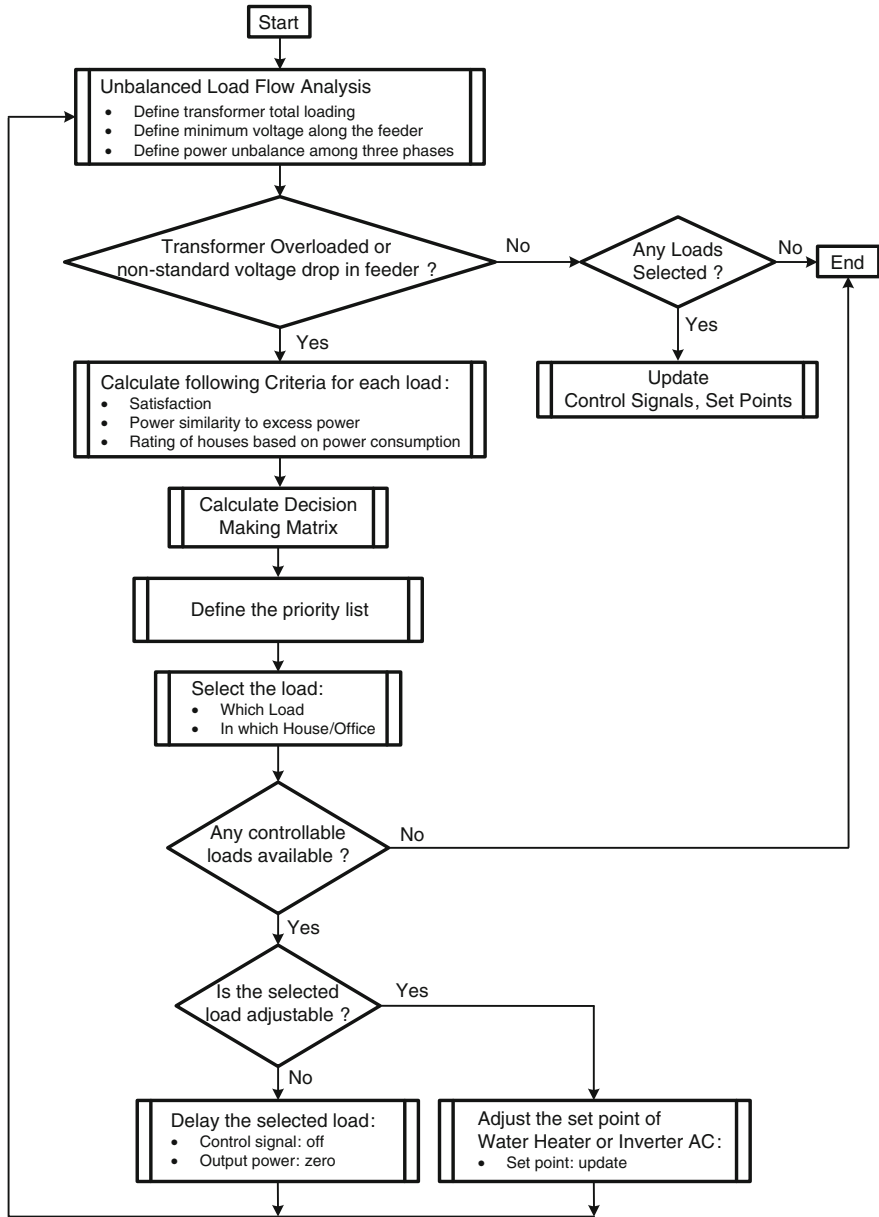 Start
Unbalanced Load Flow Analysis
• Define transformer total loading
• Define minimum voltage along the feeder
• Define power unbalance among three phases
Transformer Overloaded or
non-standard voltage drop in feeder ?
No
Any Loads
Selected ?
No
End
Yes
Yes
Update
Control Signals, Set Points
Calculate following Criteria for each load:
• Satisfaction
• Power similarity to excess power
• Rating of houses based on power consumption
Calculate Decision
Making Matrix
Define the priority list
Select the load:
• Which Load
• In which House/Office
Any controllable
loads available ?
No
Yes
Is the selected
load adjustable ?
Yes
No
Delay the selected load:
• Control signal: off
• Output power: zero
Adjust the set point of
Water Heater or Inverter AC:
• Set point: update